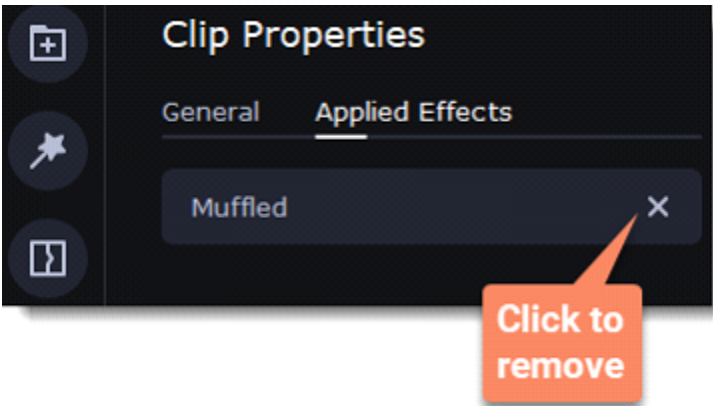 Clip Properties
General Applied Effects
Muffled
Click to
remove